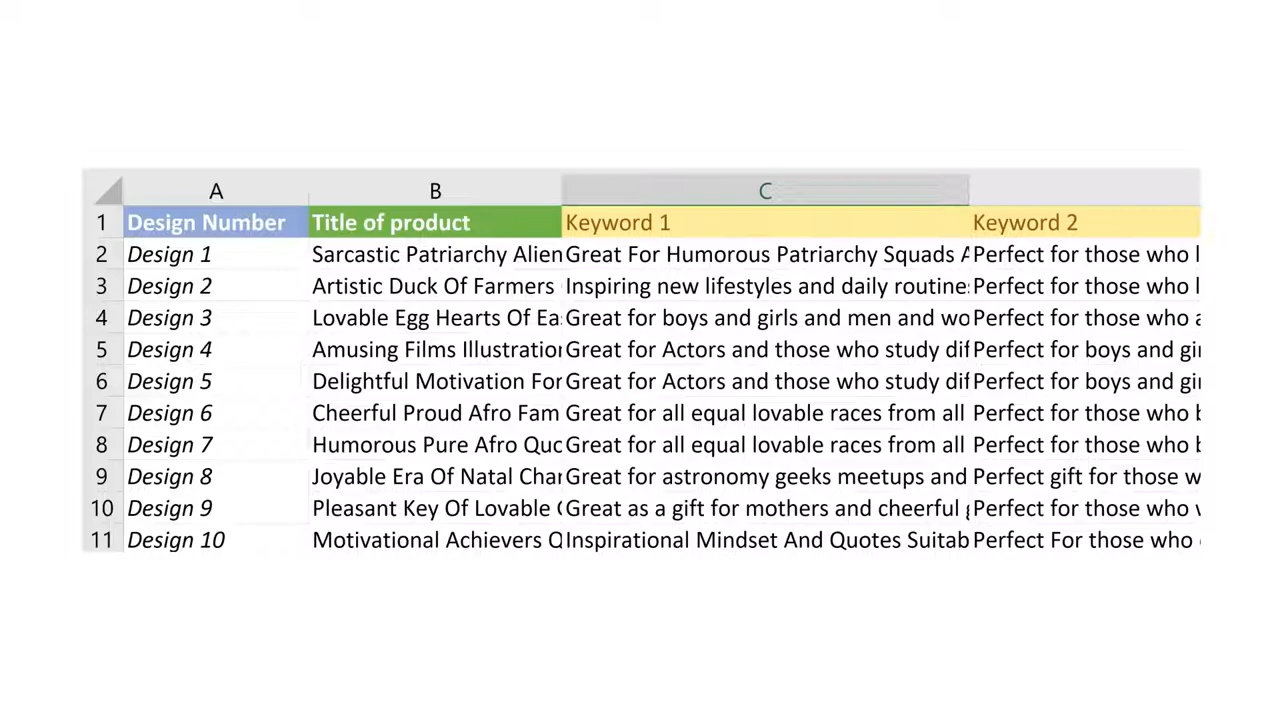 A B C
1 Design Number Title of product Keyword 1 Keyword 2
2 Design 1 Sarcastic Patriarchy Alien Great For Humorous Patriarchy Squads A Perfect for those who l
3 Design 2 Artistic Duck Of Farmers Inspiring new lifestyles and daily routine Perfect for those who l
4 Design 3 Lovable Egg Hearts Of Ea Great for boys and girls and men and wo Perfect for those who a
5 Design 4 Amusing Films Illustration Great for Actors and those who study dif Perfect for boys and gir
6 Design 5 Delightful Motivation For Great for Actors and those who study dif Perfect for boys and gir
7 Design 6 Cheerful Proud Afro Fam Great for all equal lovable races from all Perfect for those who b
8 Design 7 Humorous Pure Afro Quo Great for all equal lovable races from all Perfect for those who b
9 Design 8 Joyable Era Of Natal Char Great for astronomy geeks meetups and Perfect gift for those w
10 Design 9 Pleasant Key Of Lovable Great as a gift for mothers and cheerful Perfect for those who
11 Design 10 Motivational Achievers Q Inspirational Mindset And Quotes Suitab Perfect For those who